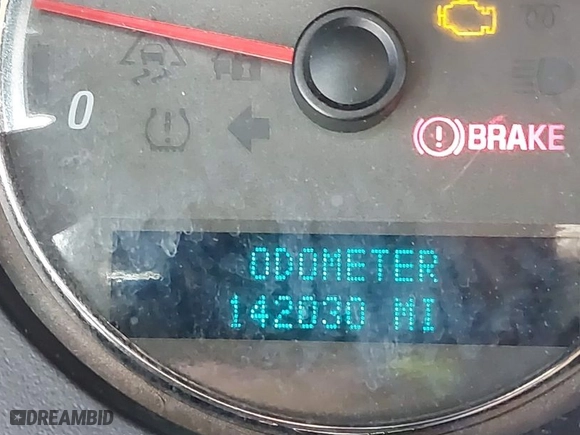 0
BRAKE
ODOMETER
142030 MI
DREAMBID